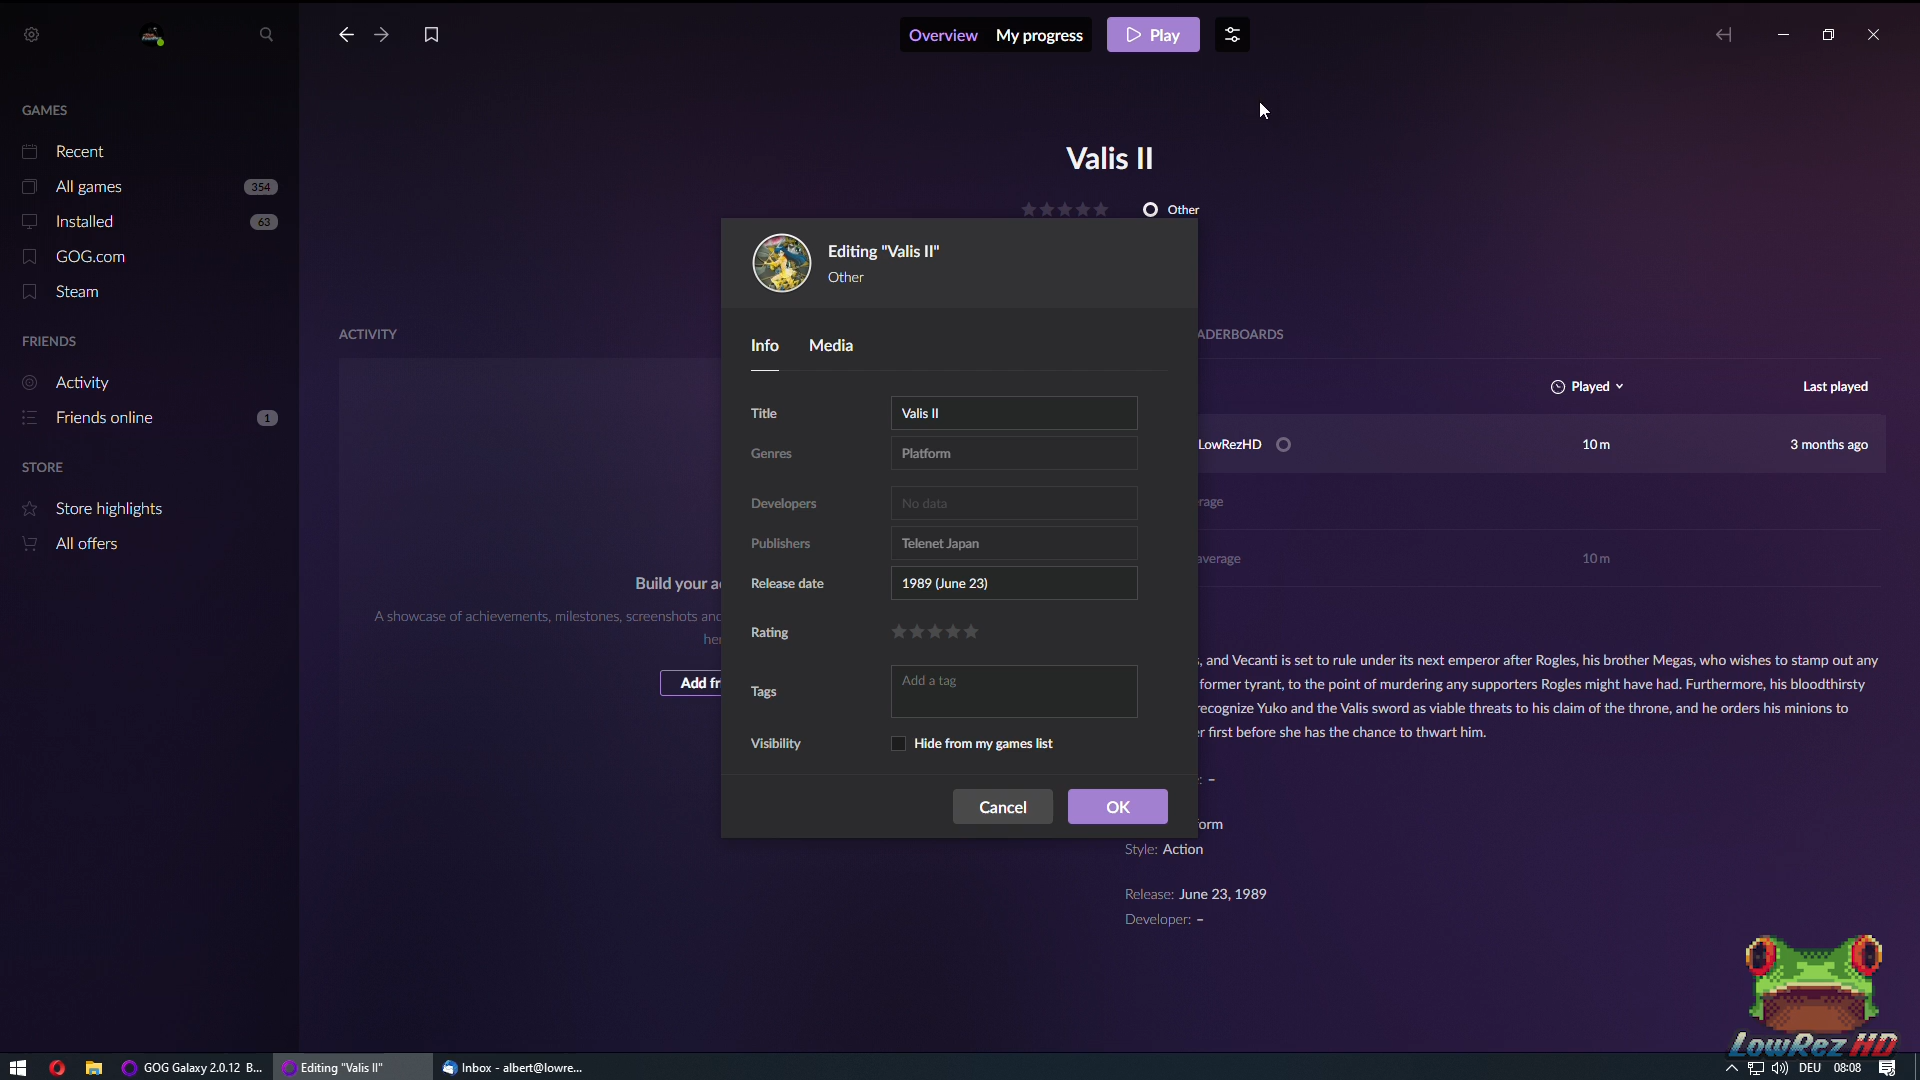 Overview My progress Play
GAMES
Recent
All games 354
Installed 63
GOG.com
Steam
FRIENDS
Activity
Friends online 1
STORE
Store highlights
All offers
Valis II
Other
ACTIVITY
Build your a
A showcase of achievements, milestones, screenshots and
her
Add fr
Editing "Valis II"
Other
Info Media
Title Valis II
Genres Platform
Developers No data
Publishers Telenet Japan
Release date 1989 (June 23)
Rating
Tags Add a tag
Visibility Hide from my games list
Cancel OK
ADERBOARDS
Played Last played
LowRezHD 10 m 3 months ago
rage
average 10 m
, and Vecanti is set to rule under its next emperor after Rogles, his brother Megas, who wishes to stamp out any
former tyrant, to the point of murdering any supporters Rogles might have had. Furthermore, his bloodthirsty
recognize Yuko and the Valis sword as viable threats to his claim of the throne, and he orders his minions to
r first before she has the chance to thwart him.
: –
orm
Style: Action
Release: June 23, 1989
Developer: –
LowRez HD
GOG Galaxy 2.0.12 B... Editing "Valis II" Inbox - albert@lowre... DEU 08:08